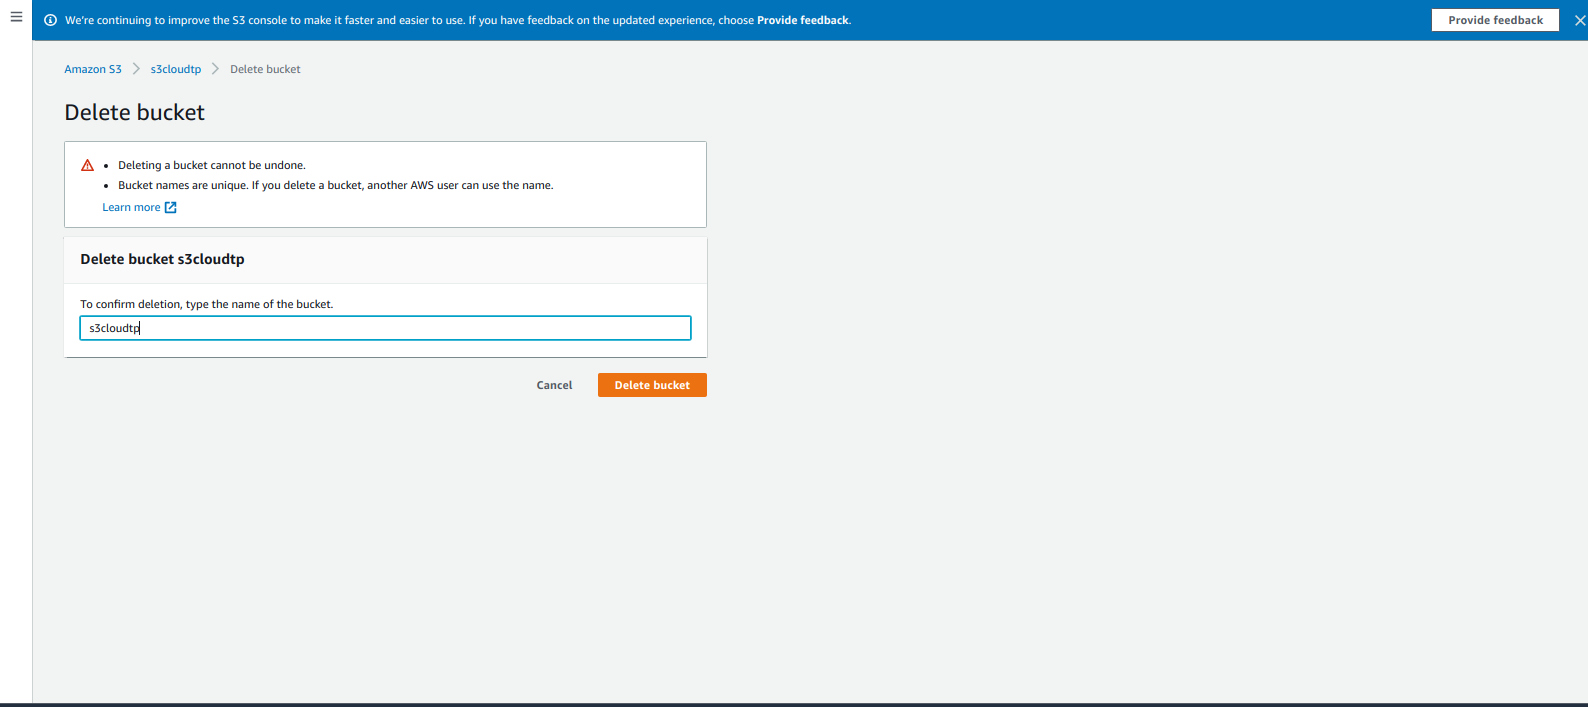 We're continuing to improve the S3 console to make it faster and easier to use. If you have feedback on the updated experience, choose Provide feedback.
Provide feedback
Amazon S3 s3cloudtp Delete bucket
Delete bucket
Deleting a bucket cannot be undone.
Bucket names are unique. If you delete a bucket, another AWS user can use the name.
Learn more
Delete bucket s3cloudtp
To confirm deletion, type the name of the bucket.
s3cloudtp
Cancel Delete bucket